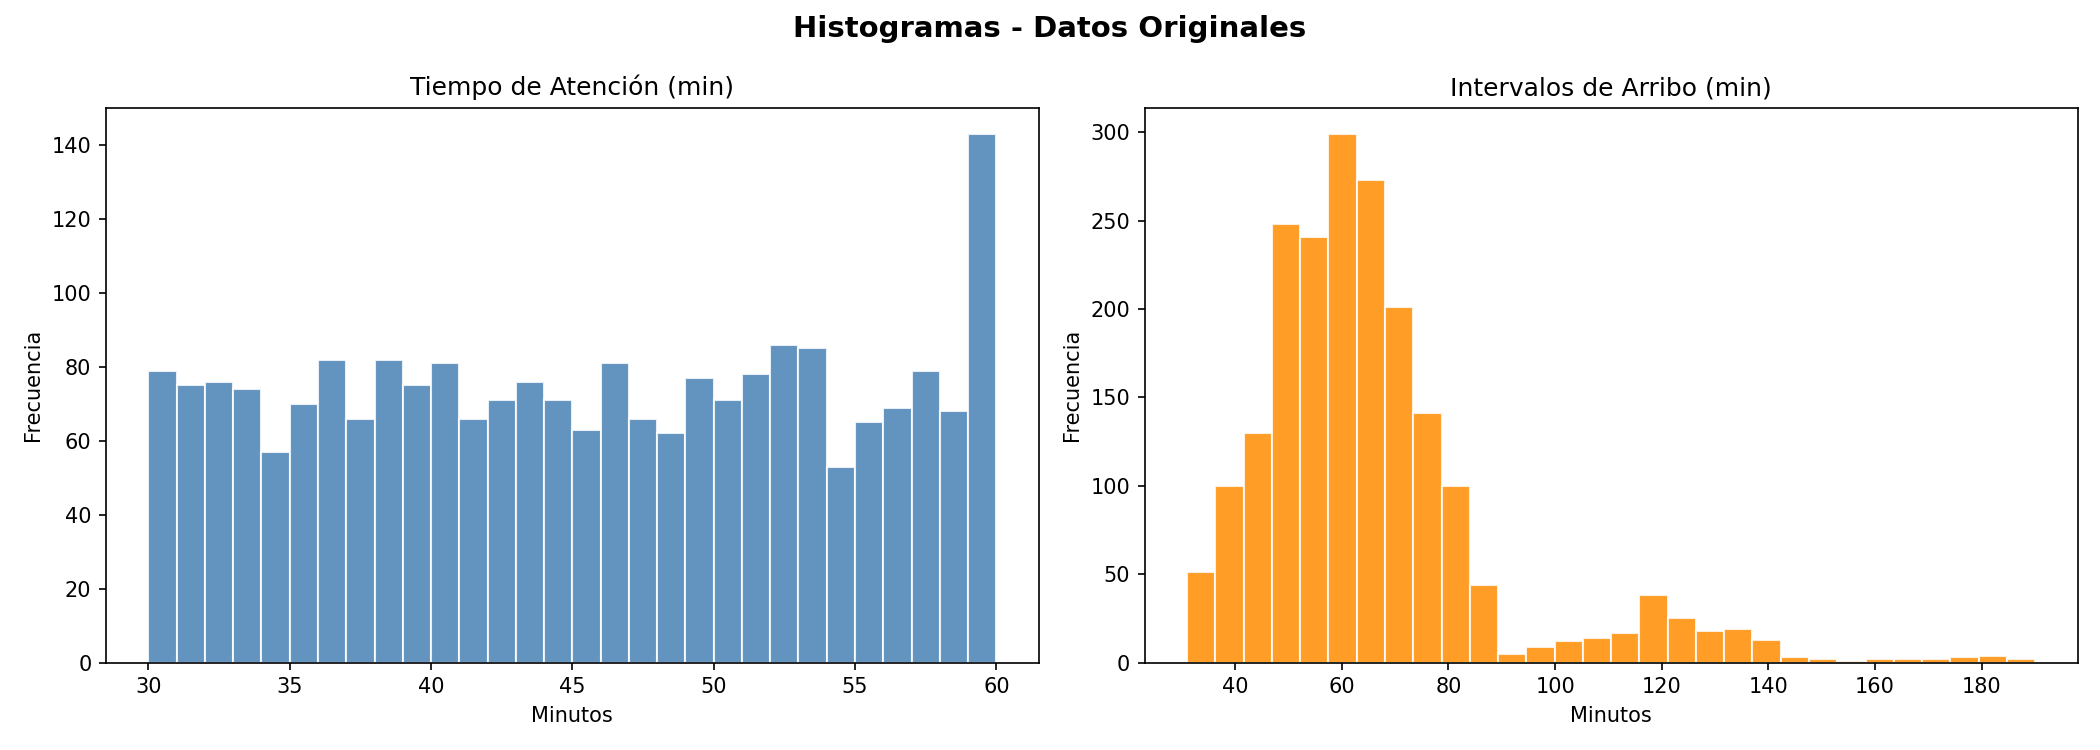 Histogramas - Datos Originales
Tiempo de Atención (min)
Frecuencia
140
120
100
80
60
40
20
0
30 35 40 45 50 55 60
Minutos
Intervalos de Arribo (min)
Frecuencia
300
250
200
150
100
50
0
40 60 80 100 120 140 160 180
Minutos